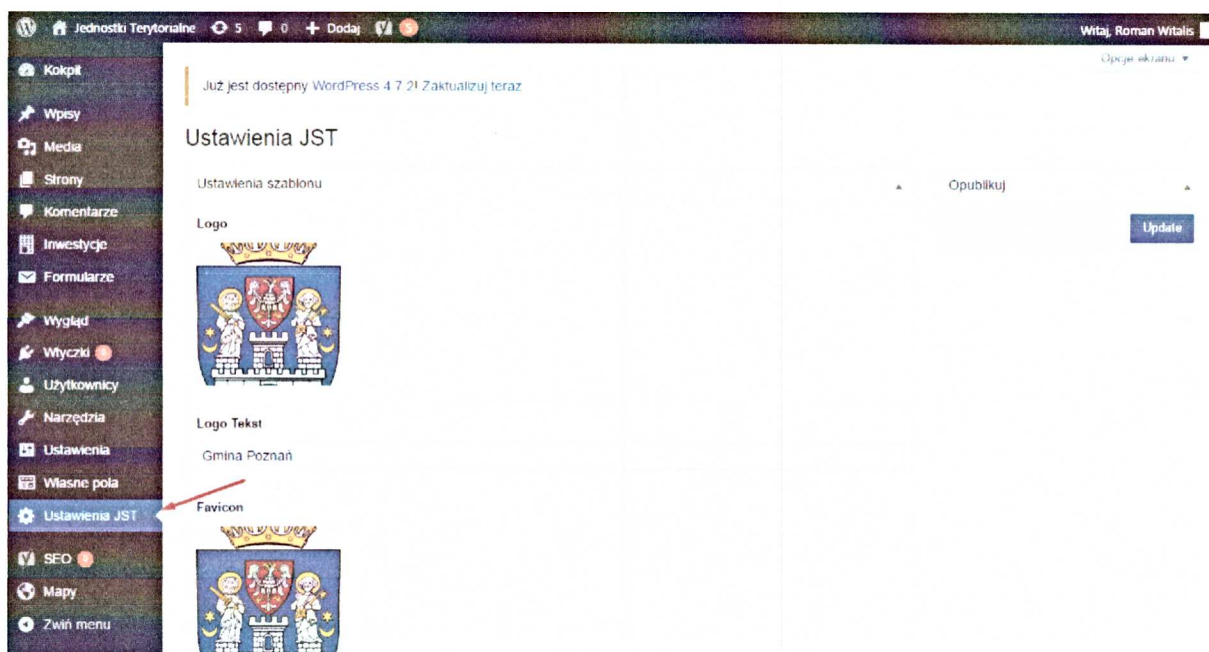 Jednostki Terytorialne 5 0 + Dodaj
Witaj, Roman Witalis
Opcje ekranu
Kokpit
Wpisy
Media
Strony
Komentarze
Inwestycje
Formularze
Wygląd
Wtyczki
Użytkownicy
Narzędzia
Ustawienia
Własne pola
Ustawienia JST
SEO
Mapy
Zwiń menu
Już jest dostępny WordPress 4.7.2! Zaktualizuj teraz
Ustawienia JST
Ustawienia szablonu
Logo
Logo Tekst
Gmina Poznań
Favicon
Opublikuj
Update